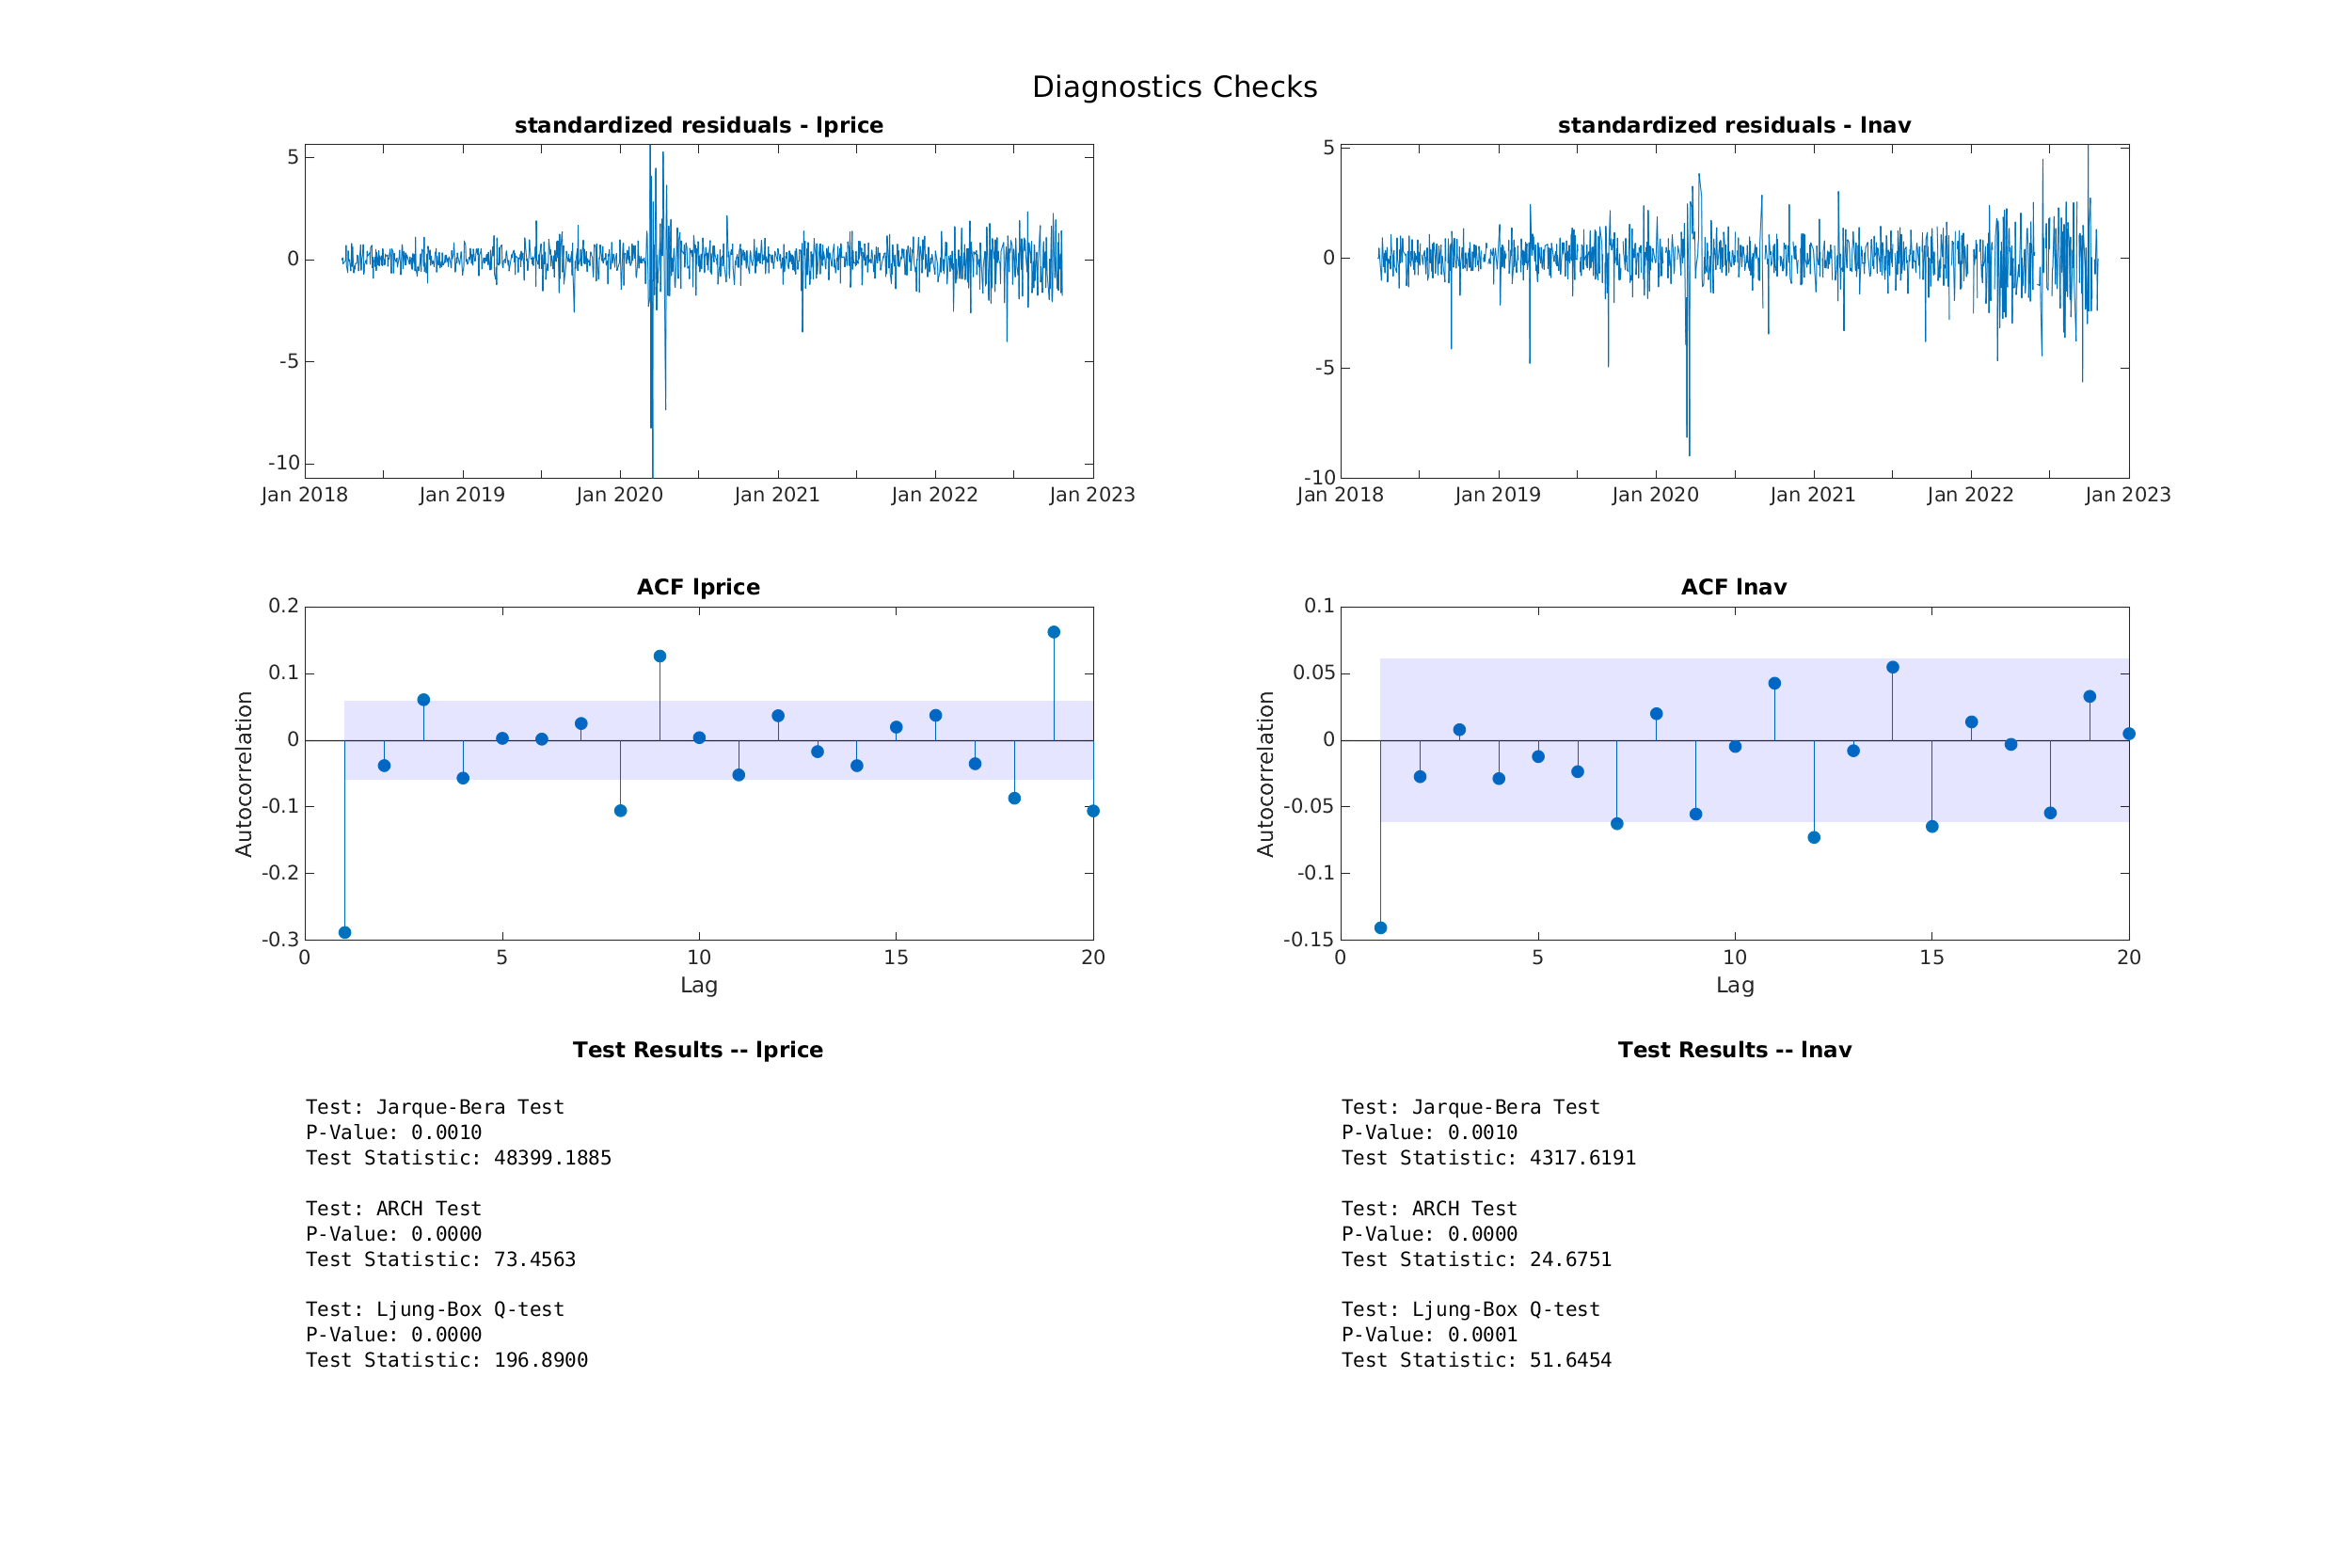 Diagnostics Checks
standardized residuals - lprice
5
0
-5
-10
Jan 2018 Jan 2019 Jan 2020 Jan 2021 Jan 2022 Jan 2023
standardized residuals - lnav
5
0
-5
-10
Jan 2018 Jan 2019 Jan 2020 Jan 2021 Jan 2022 Jan 2023
ACF lprice
Autocorrelation
0.2
0.1
0
-0.1
-0.2
-0.3
0 5 10 15 20
Lag
ACF lnav
Autocorrelation
0.1
0.05
0
-0.05
-0.1
-0.15
0 5 10 15 20
Lag
Test Results -- lprice
Test: Jarque-Bera Test
P-Value: 0.0010
Test Statistic: 48399.1885
Test: ARCH Test
P-Value: 0.0000
Test Statistic: 73.4563
Test: Ljung-Box Q-test
P-Value: 0.0000
Test Statistic: 196.8900
Test Results -- lnav
Test: Jarque-Bera Test
P-Value: 0.0010
Test Statistic: 4317.6191
Test: ARCH Test
P-Value: 0.0000
Test Statistic: 24.6751
Test: Ljung-Box Q-test
P-Value: 0.0001
Test Statistic: 51.6454